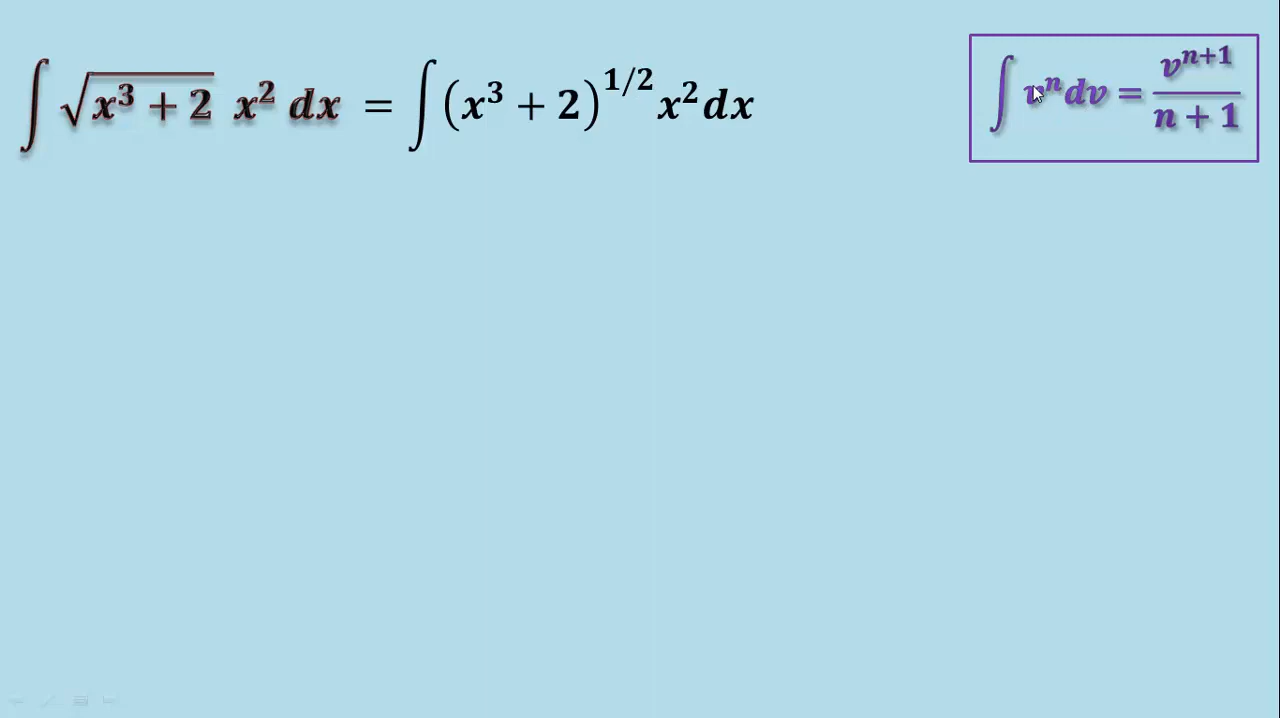 ∫ √(x³ + 2) x² dx = ∫ (x³ + 2)^{1/2} x² dx
∫ vⁿ dv = v^{n+1} / (n + 1)